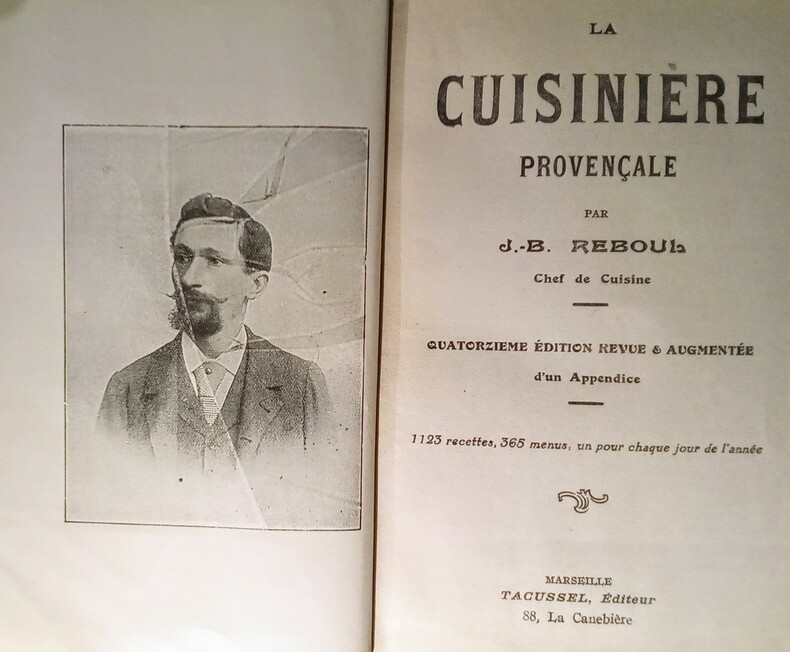 LA
CUISINIÈRE
PROVENÇALE
PAR
J.-B. REBOUL
Chef de Cuisine
QUATORZIEME ÉDITION REVUE & AUGMENTÉE
d'un Appendice
1123 recettes, 365 menus, un pour chaque jour de l'année
MARSEILLE
TACUSSEL, Éditeur
88, La Canebière